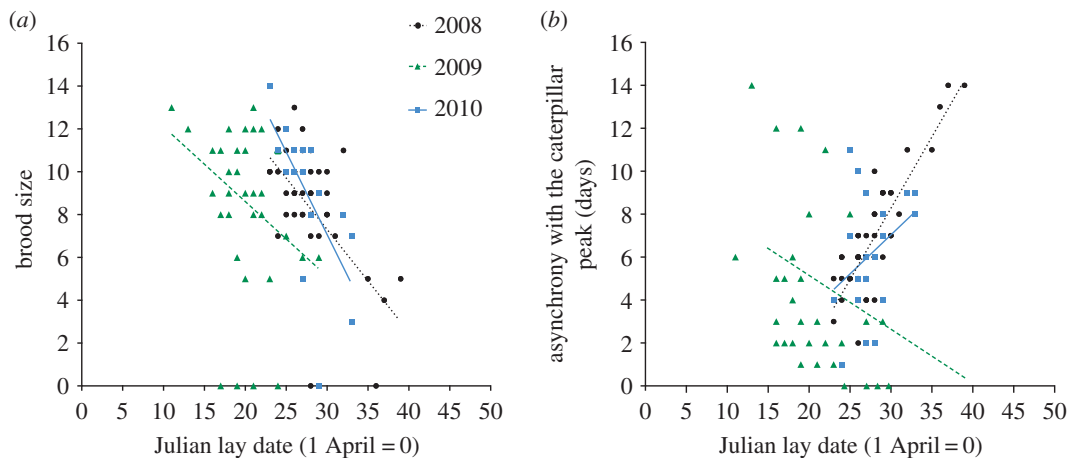 (a)
2008
2009
2010
16
14
12
10
8
6
4
2
0
brood size
0 5 10 15 20 25 30 35 40 45 50
Julian lay date (1 April = 0)
(b)
16
14
12
10
8
6
4
2
0
asynchrony with the caterpillar
peak (days)
0 5 10 15 20 25 30 35 40 45 50
Julian lay date (1 April = 0)